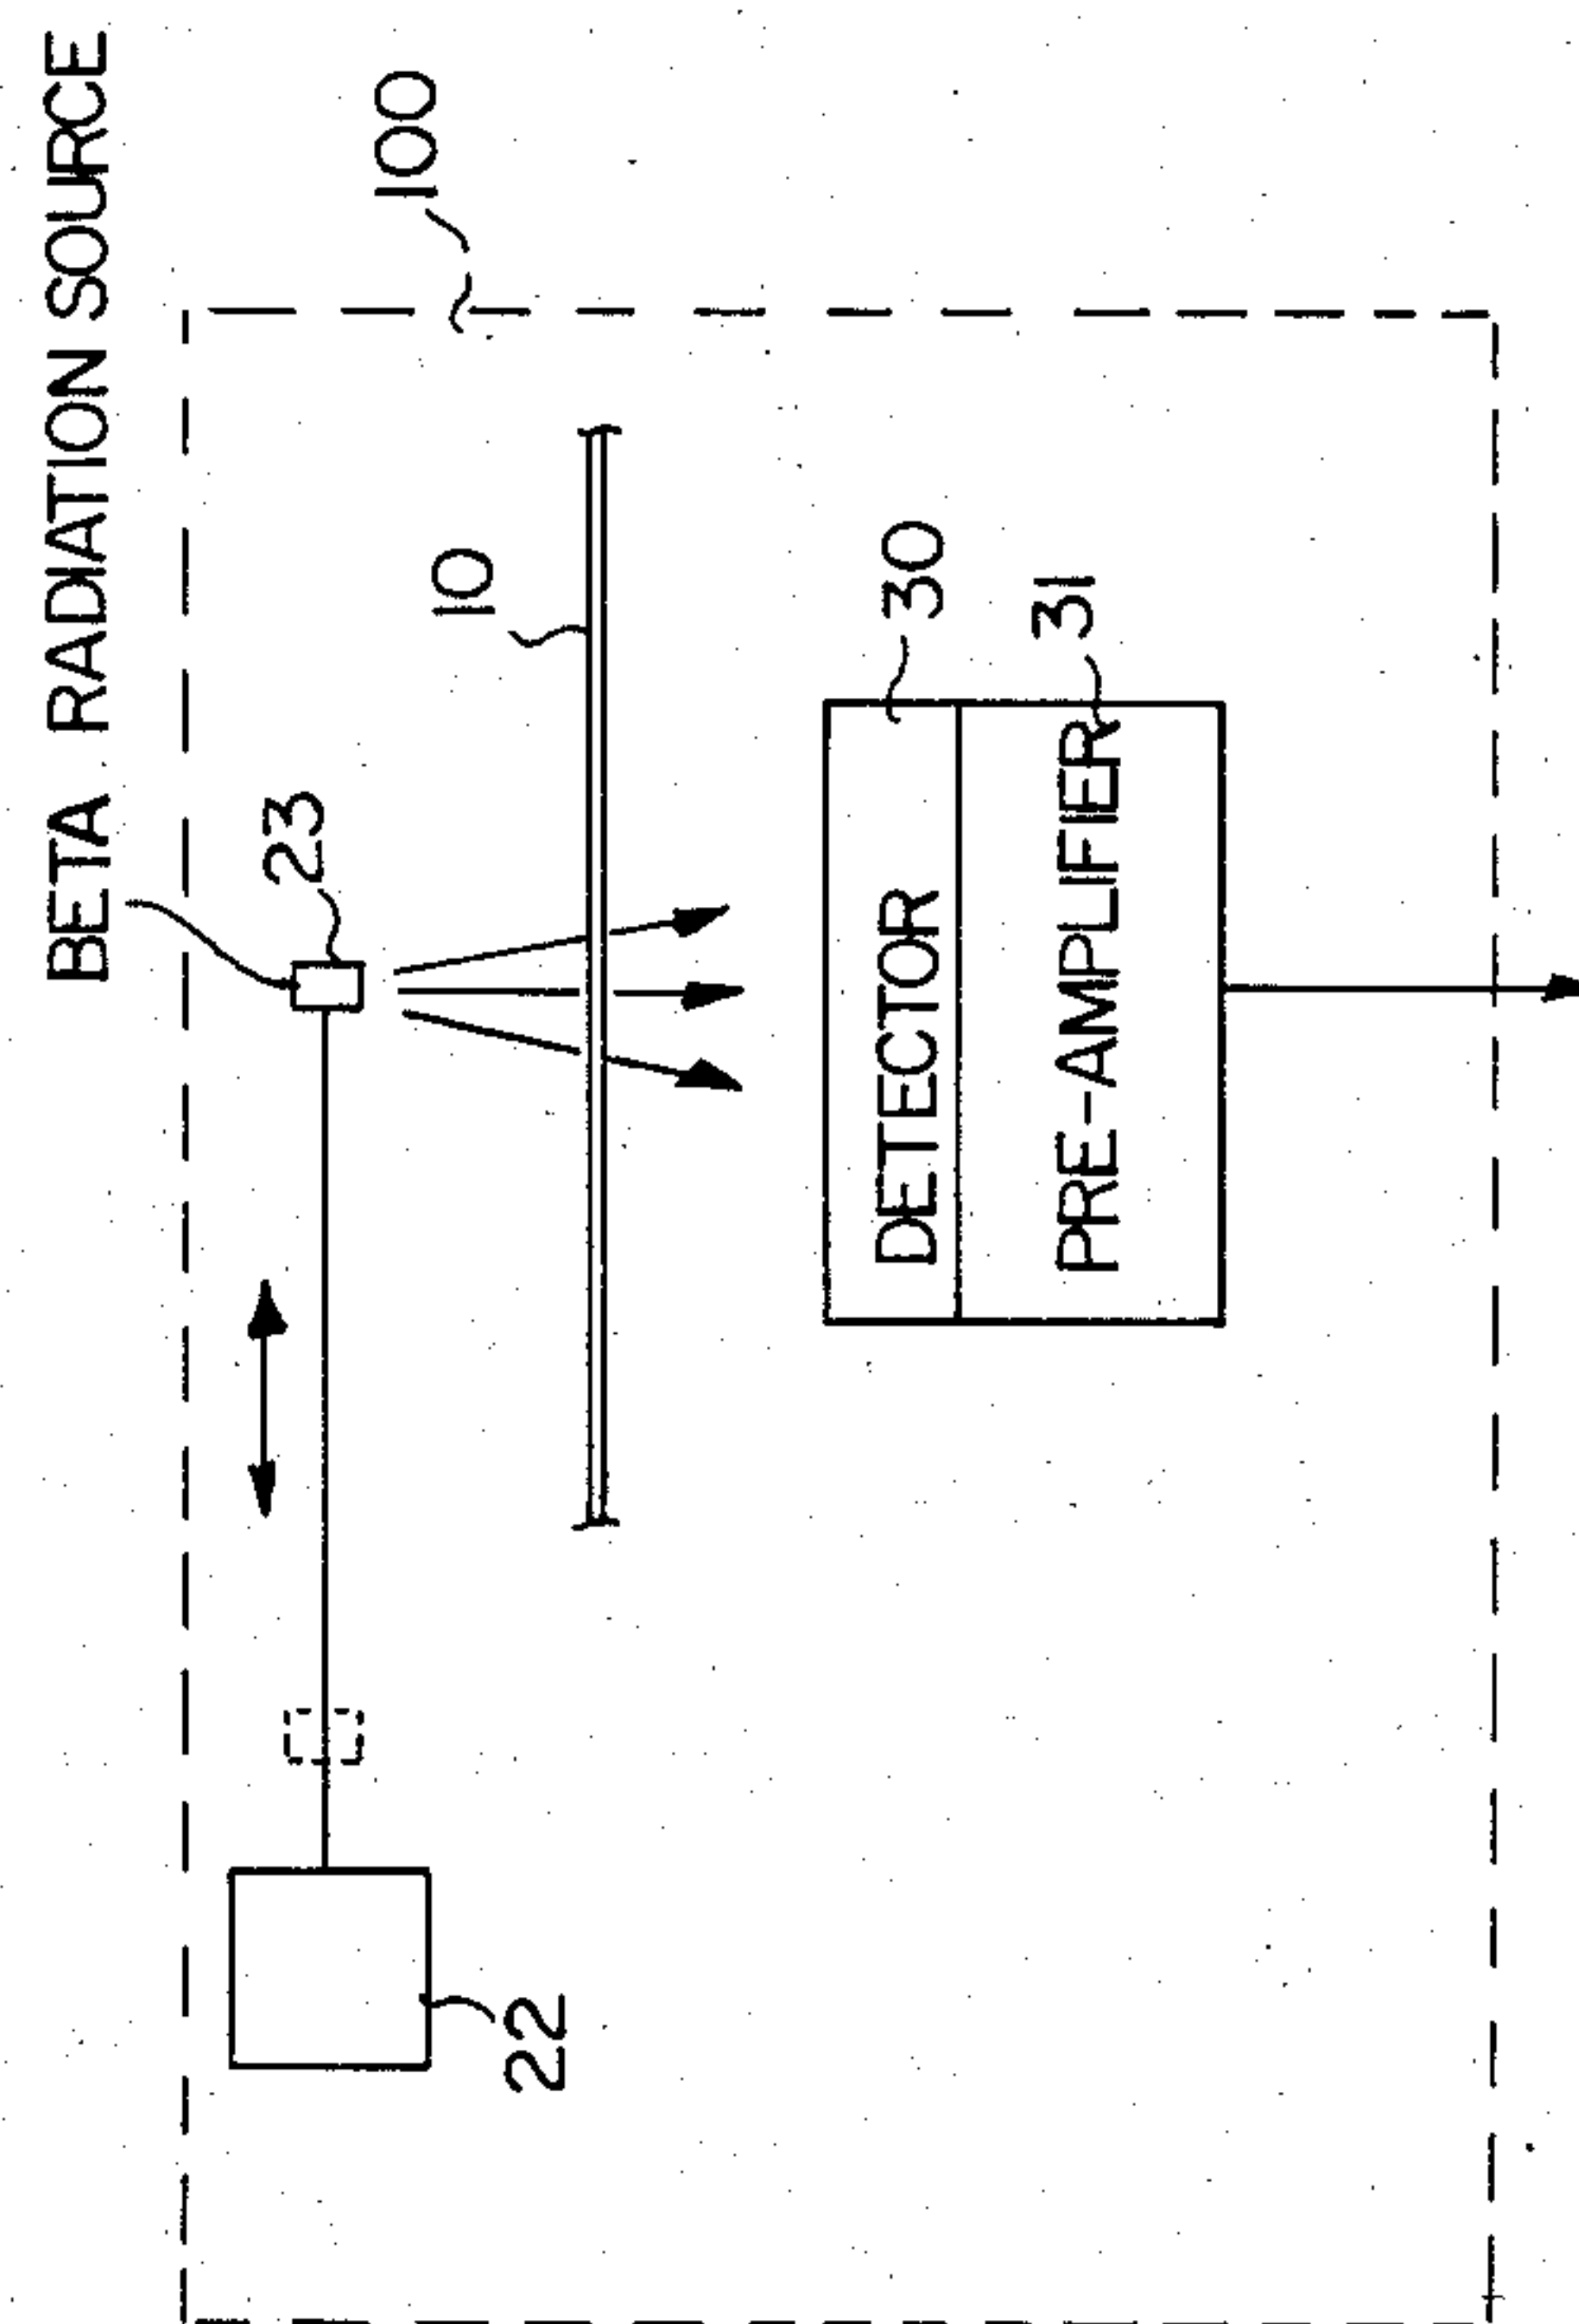 BETA RADIATION SOURCE
100
23
10
22
30
DETECTOR
31
PRE-AMPLIFIER